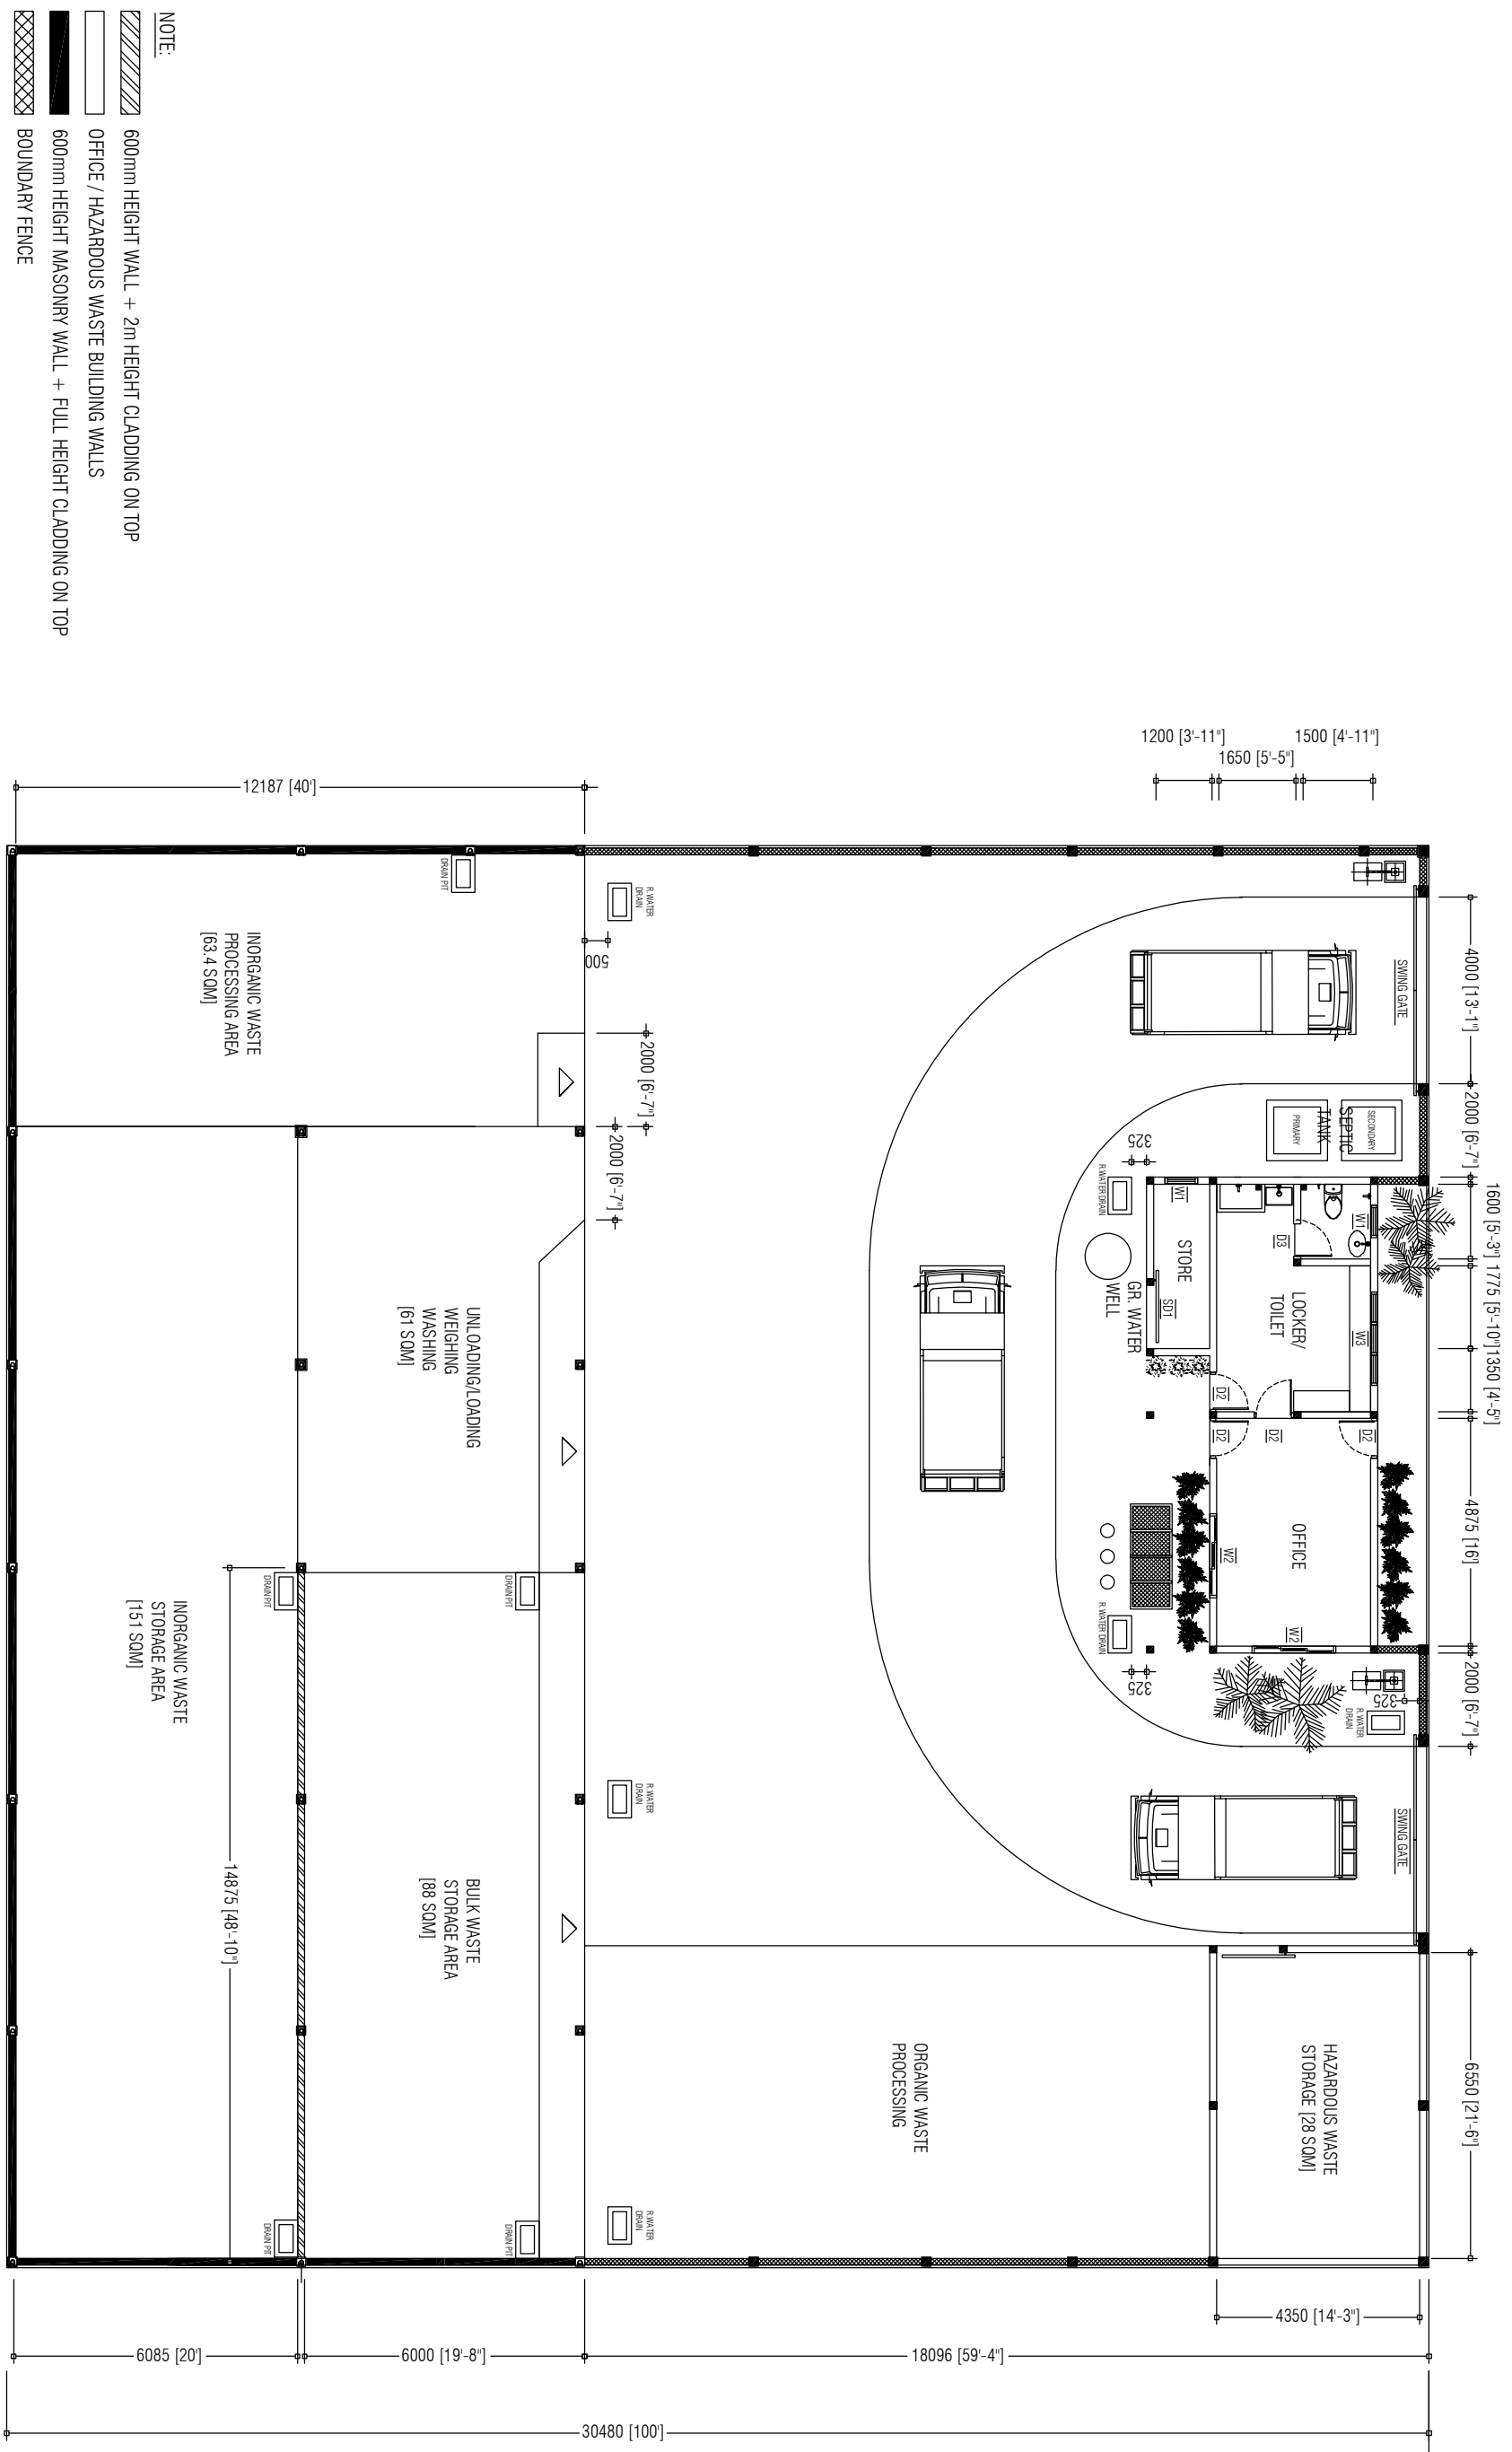 NOTE:
600mm HEIGHT WALL + 2m HEIGHT CLADDING ON TOP
OFFICE / HAZARDOUS WASTE BUILDING WALLS
600mm HEIGHT MASONRY WALL + FULL HEIGHT CLADDING ON TOP
BOUNDARY FENCE
1200 [3'-11"]
1500 [4'-11"]
1650 [5'-5"]
12187 [40']
4000 [13'-1"]
2000 [6'-7"]
1600 [5'-3"]
1775 [5'-10"]
1350 [4'-5"]
4875 [16']
2000 [6'-7"]
6550 [21'-6"]
SWING GATE
SECONDARY
SEPTIC
TANK
PRIMARY
325
R.WATER DRAIN
W1
STORE
SD1
GR. WATER
WELL
W1
D3
LOCKER/
TOILET
W3
D2
D2
D2
D2
OFFICE
W2
W2
R.WATER DRAIN
325
325
R.WATER
DRAIN
SWING GATE
HAZARDOUS WASTE
STORAGE [28 SQM]
ORGANIC WASTE
PROCESSING
R.WATER
DRAIN
500
2000 [6'-7"]
2000 [6'-7"]
DRAIN PIT
INORGANIC WASTE
PROCESSING AREA
[63.4 SQM]
UNLOADING/LOADING
WEIGHING
WASHING
[61 SQM]
DRAIN PIT
DRAIN PIT
R.WATER
DRAIN
BULK WASTE
STORAGE AREA
[88 SQM]
INORGANIC WASTE
STORAGE AREA
[151 SQM]
14875 [48'-10"]
R.WATER
DRAIN
DRAIN PIT
DRAIN PIT
4350 [14'-3"]
6085 [20']
6000 [19'-8"]
18096 [59'-4"]
30480 [100']